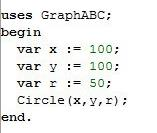 uses GraphABC;
begin
var x := 100;
var y := 100;
var r := 50;
Circle(x,y,r);
end.